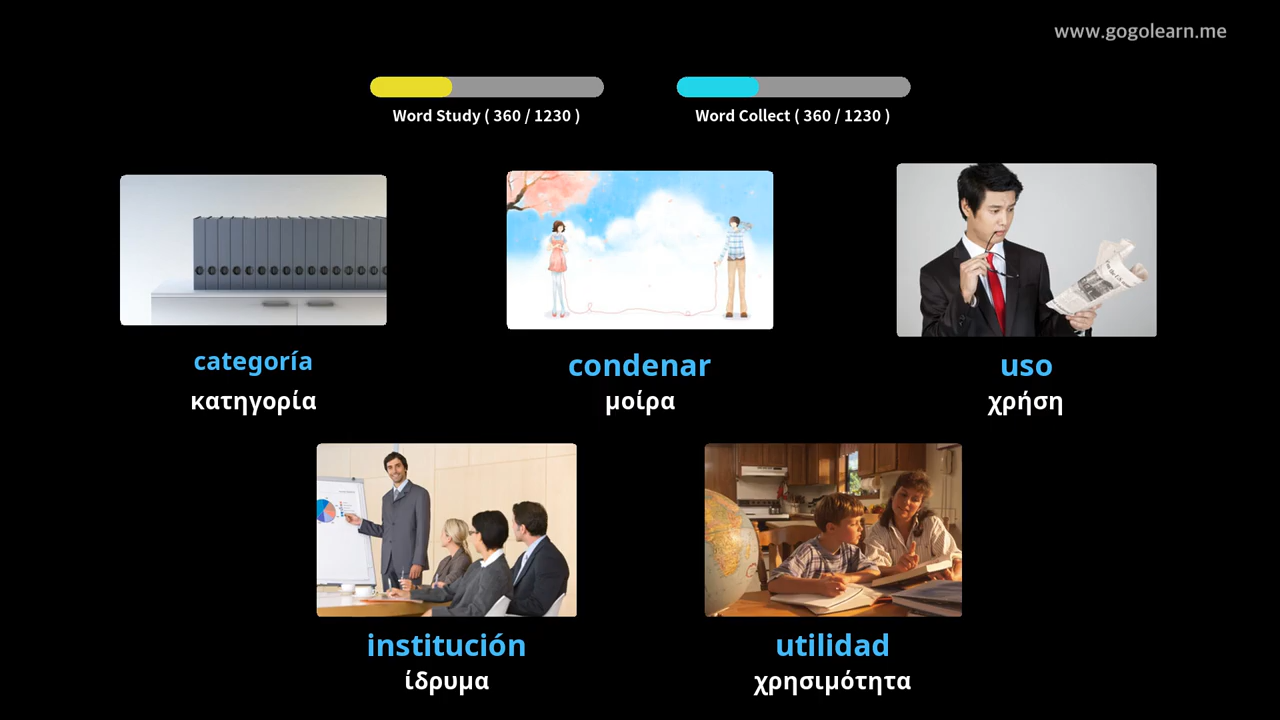 www.gogolearn.me
Word Study ( 360 / 1230 )
Word Collect ( 360 / 1230 )
categoría
κατηγορία
condenar
μοίρα
uso
χρήση
institución
ίδρυμα
utilidad
χρησιμότητα